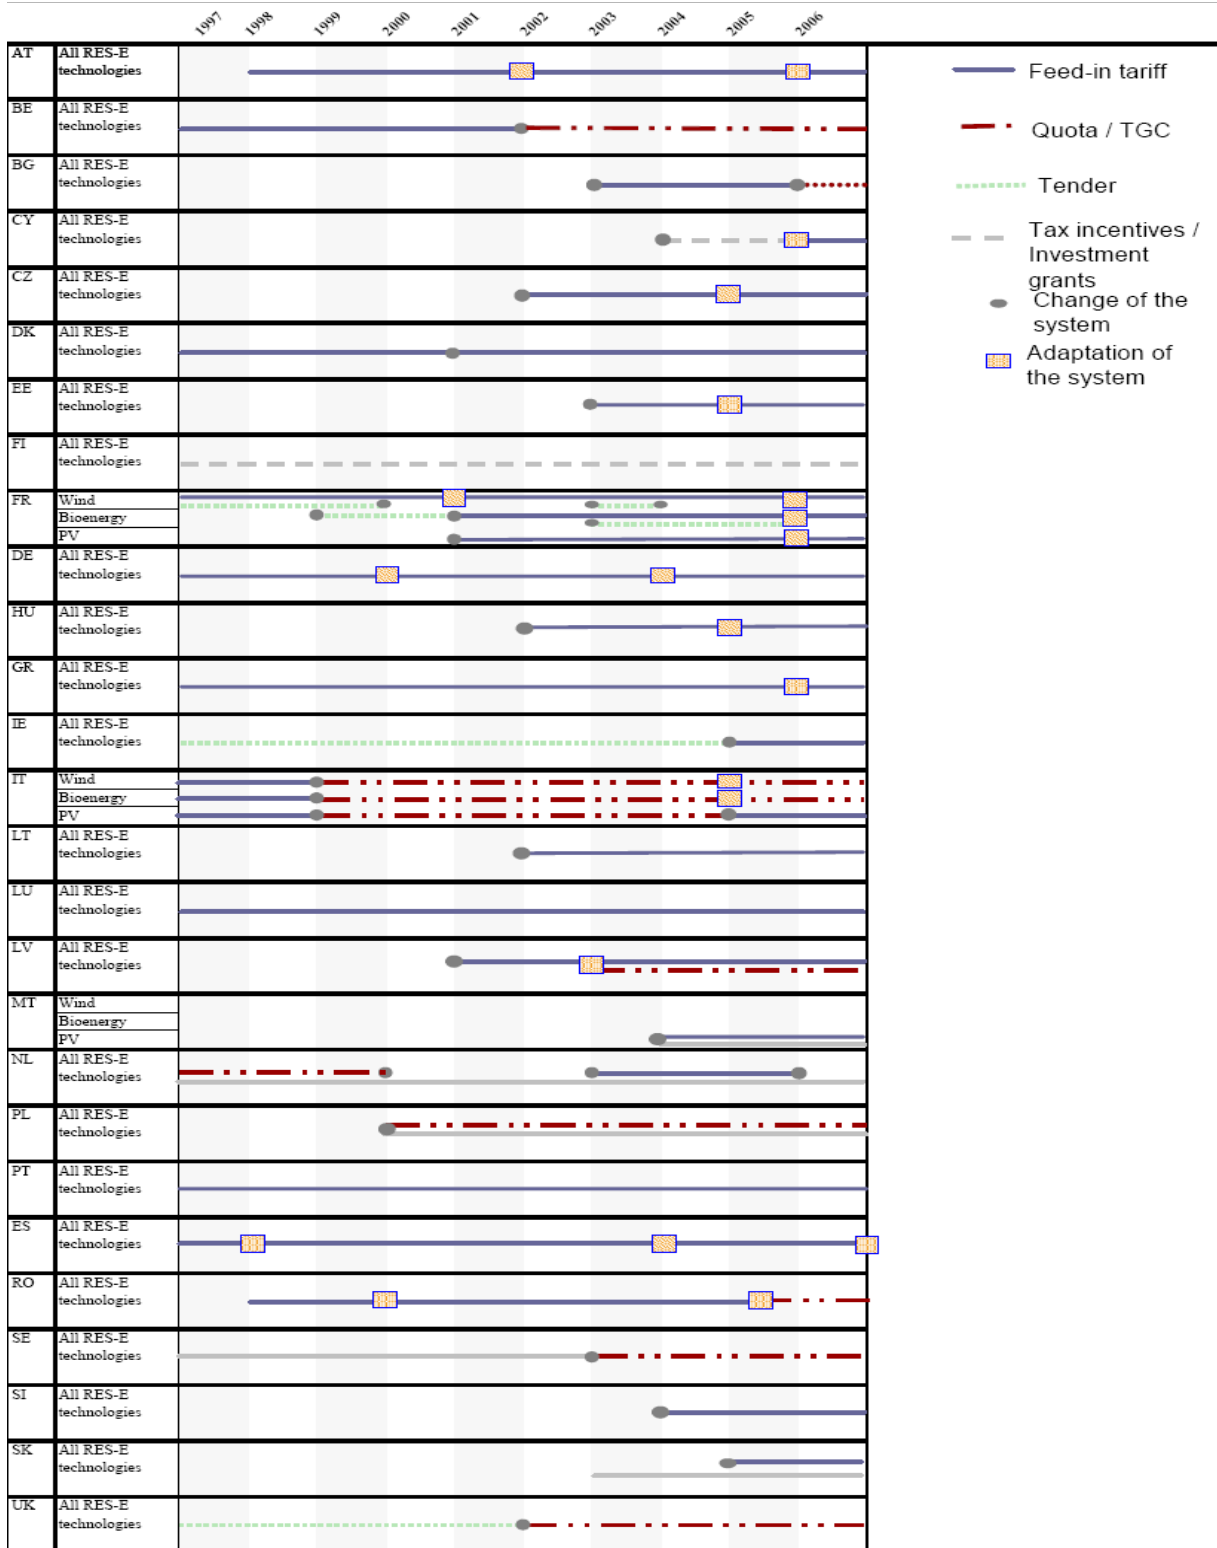 1997 1998 1999 2000 2001 2002 2003 2004 2005 2006
AT All RES-E
technologies
BE All RES-E
technologies
BG All RES-E
technologies
CY All RES-E
technologies
CZ All RES-E
technologies
DK All RES-E
technologies
EE All RES-E
technologies
FI All RES-E
technologies
FR Wind
Bioenergy
PV
DE All RES-E
technologies
HU All RES-E
technologies
GR All RES-E
technologies
IE All RES-E
technologies
IT Wind
Bioenergy
PV
LT All RES-E
technologies
LU All RES-E
technologies
LV All RES-E
technologies
MT Wind
Bioenergy
PV
NL All RES-E
technologies
PL All RES-E
technologies
PT All RES-E
technologies
ES All RES-E
technologies
RO All RES-E
technologies
SE All RES-E
technologies
SI All RES-E
technologies
SK All RES-E
technologies
UK All RES-E
technologies
Feed-in tariff
Quota / TGC
Tender
Tax incentives /
Investment
grants
Change of the
system
Adaptation of
the system